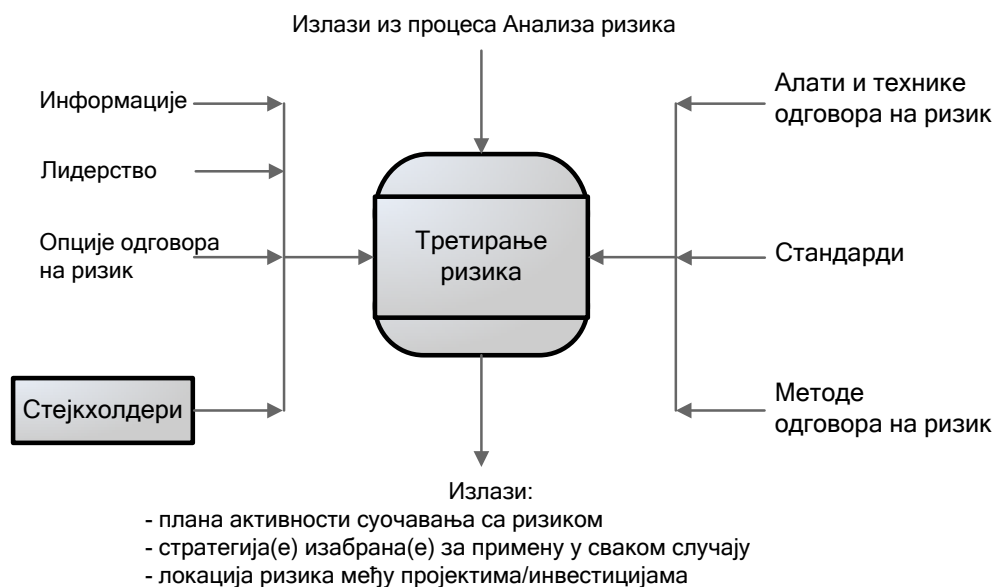 Излази из процеса Анализа ризика
Информације
Лидерство
Опције одговора
на ризик
Стејкхолдери
Третирање
ризика
Алати и технике
одговора на ризик
Стандарди
Методе
одговора на ризик
Излази:
- плана активности суочавања са ризиком
- стратегија(е) изабрана(е) за примену у сваком случају
- локација ризика међу пројектима/инвестицијама